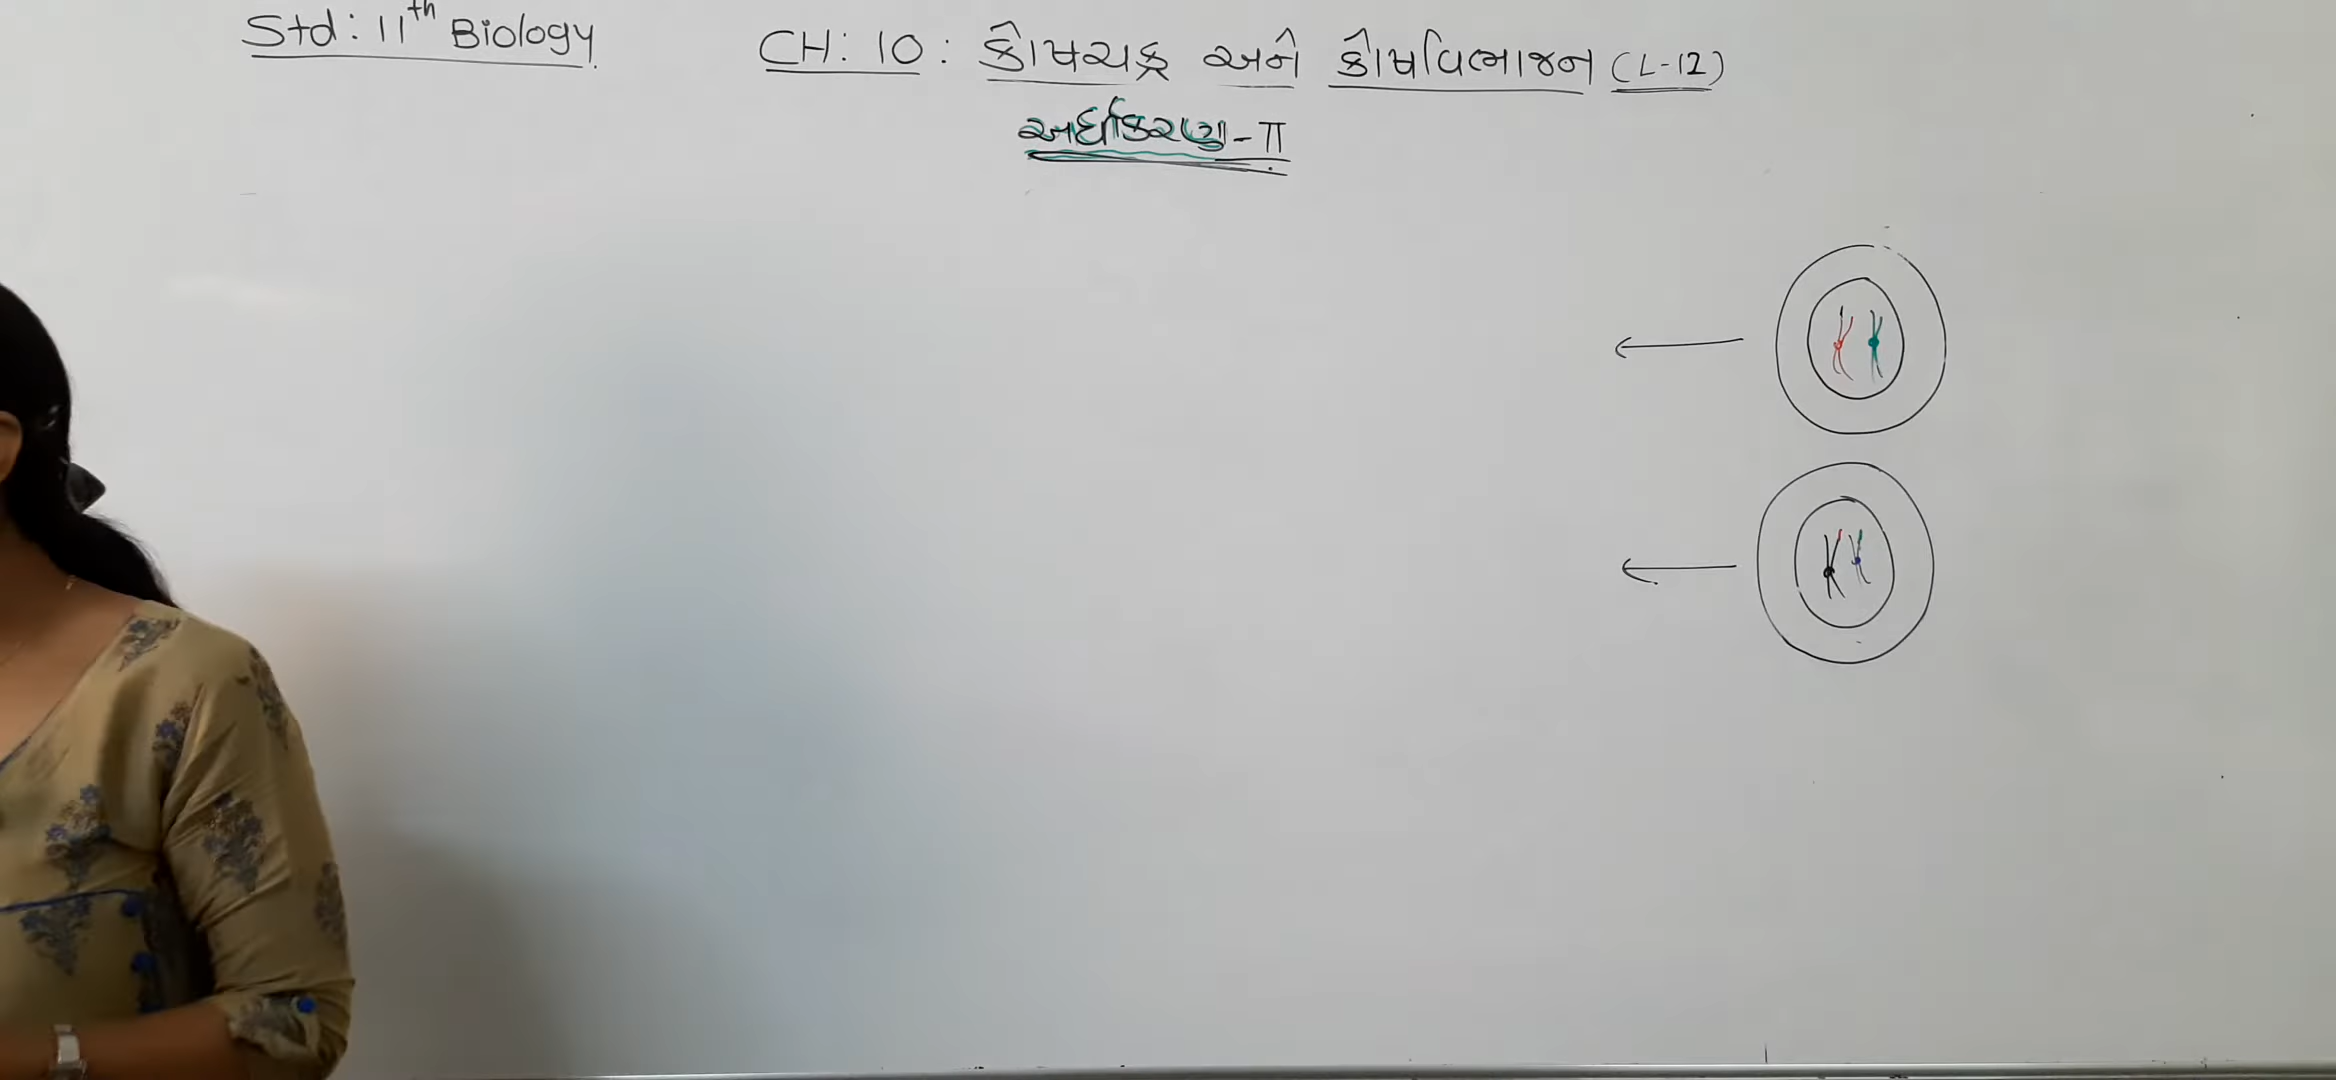 Std: 11th Biology
CH: 10: કોષચક્ર અને કોષવિભાજન (L-12)
અર્ધીકરણ-II